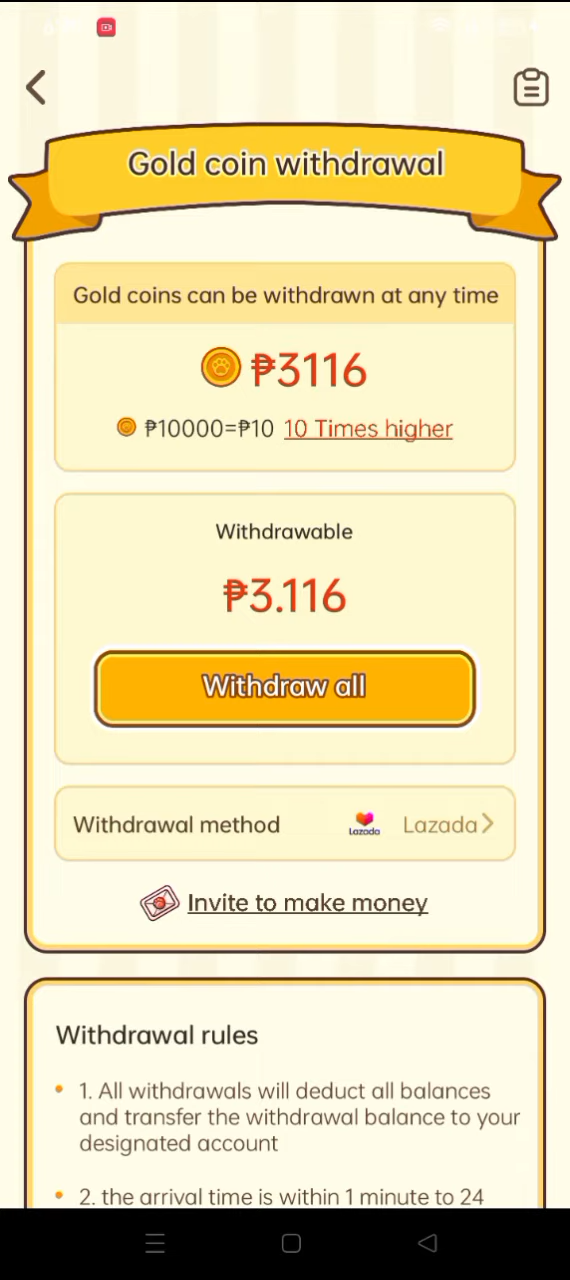 Gold coin withdrawal
Gold coins can be withdrawn at any time
₱3116
₱10000=₱10 10 Times higher
Withdrawable
₱3.116
Withdraw all
Withdrawal method Lazada Lazada
Invite to make money
Withdrawal rules
1. All withdrawals will deduct all balances
and transfer the withdrawal balance to your
designated account
2. the arrival time is within 1 minute to 24